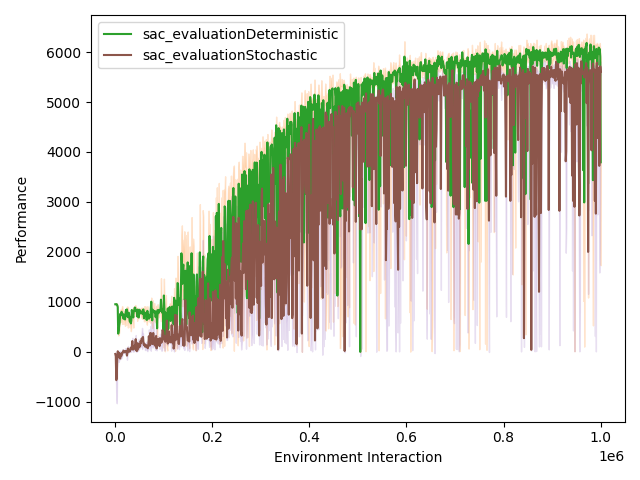 sac_evaluationDeterministic
sac_evaluationStochastic
Performance
6000
5000
4000
3000
2000
1000
0
−1000
0.0
0.2
0.4
0.6
0.8
1.0
1e6
Environment Interaction